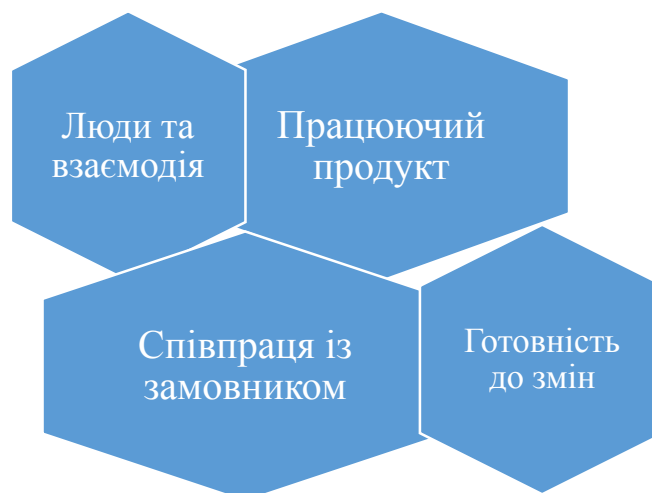 Люди та
взаємодія
Працюючий
продукт
Співпраця із
замовником
Готовність
до змін